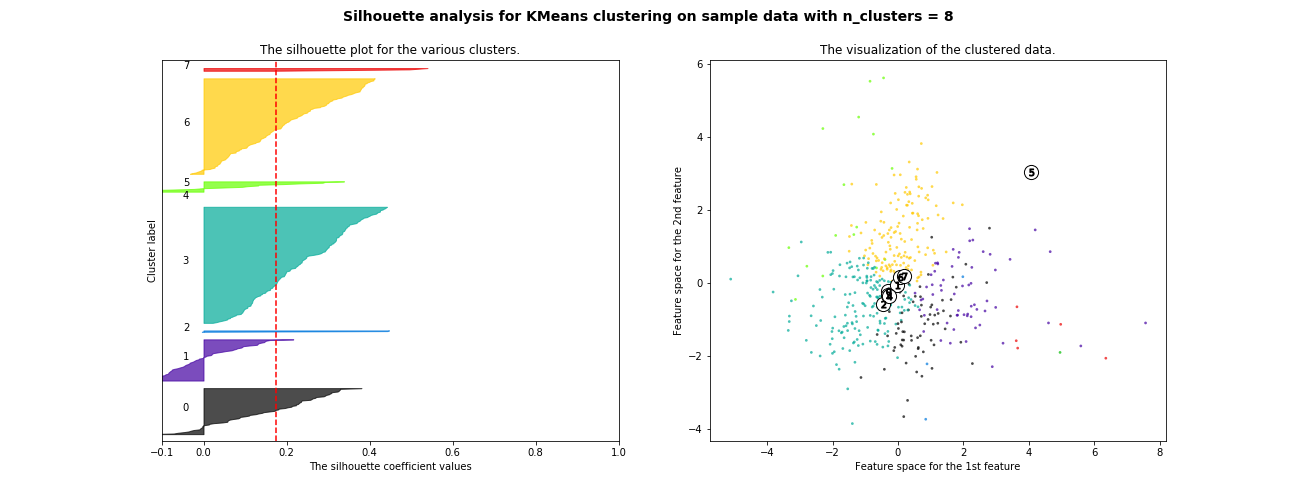 Silhouette analysis for KMeans clustering on sample data with n_clusters = 8
The silhouette plot for the various clusters.
Cluster label
7
6
5
4
3
2
1
0
−0.1 0.0 0.2 0.4 0.6 0.8 1.0
The silhouette coefficient values
The visualization of the clustered data.
Feature space for the 2nd feature
6
4
2
0
−2
−4
5
6 7
1
4
2
−4 −2 0 2 4 6 8
Feature space for the 1st feature